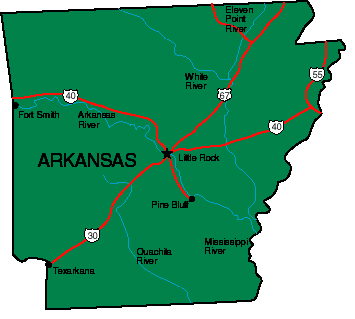 Eleven
Point
River
White
River
55
40
67
Fort Smith
Arkansas
River
40
ARKANSAS
Little Rock
Pine Bluff
30
Mississippi
River
Ouachita
River
Texarkana